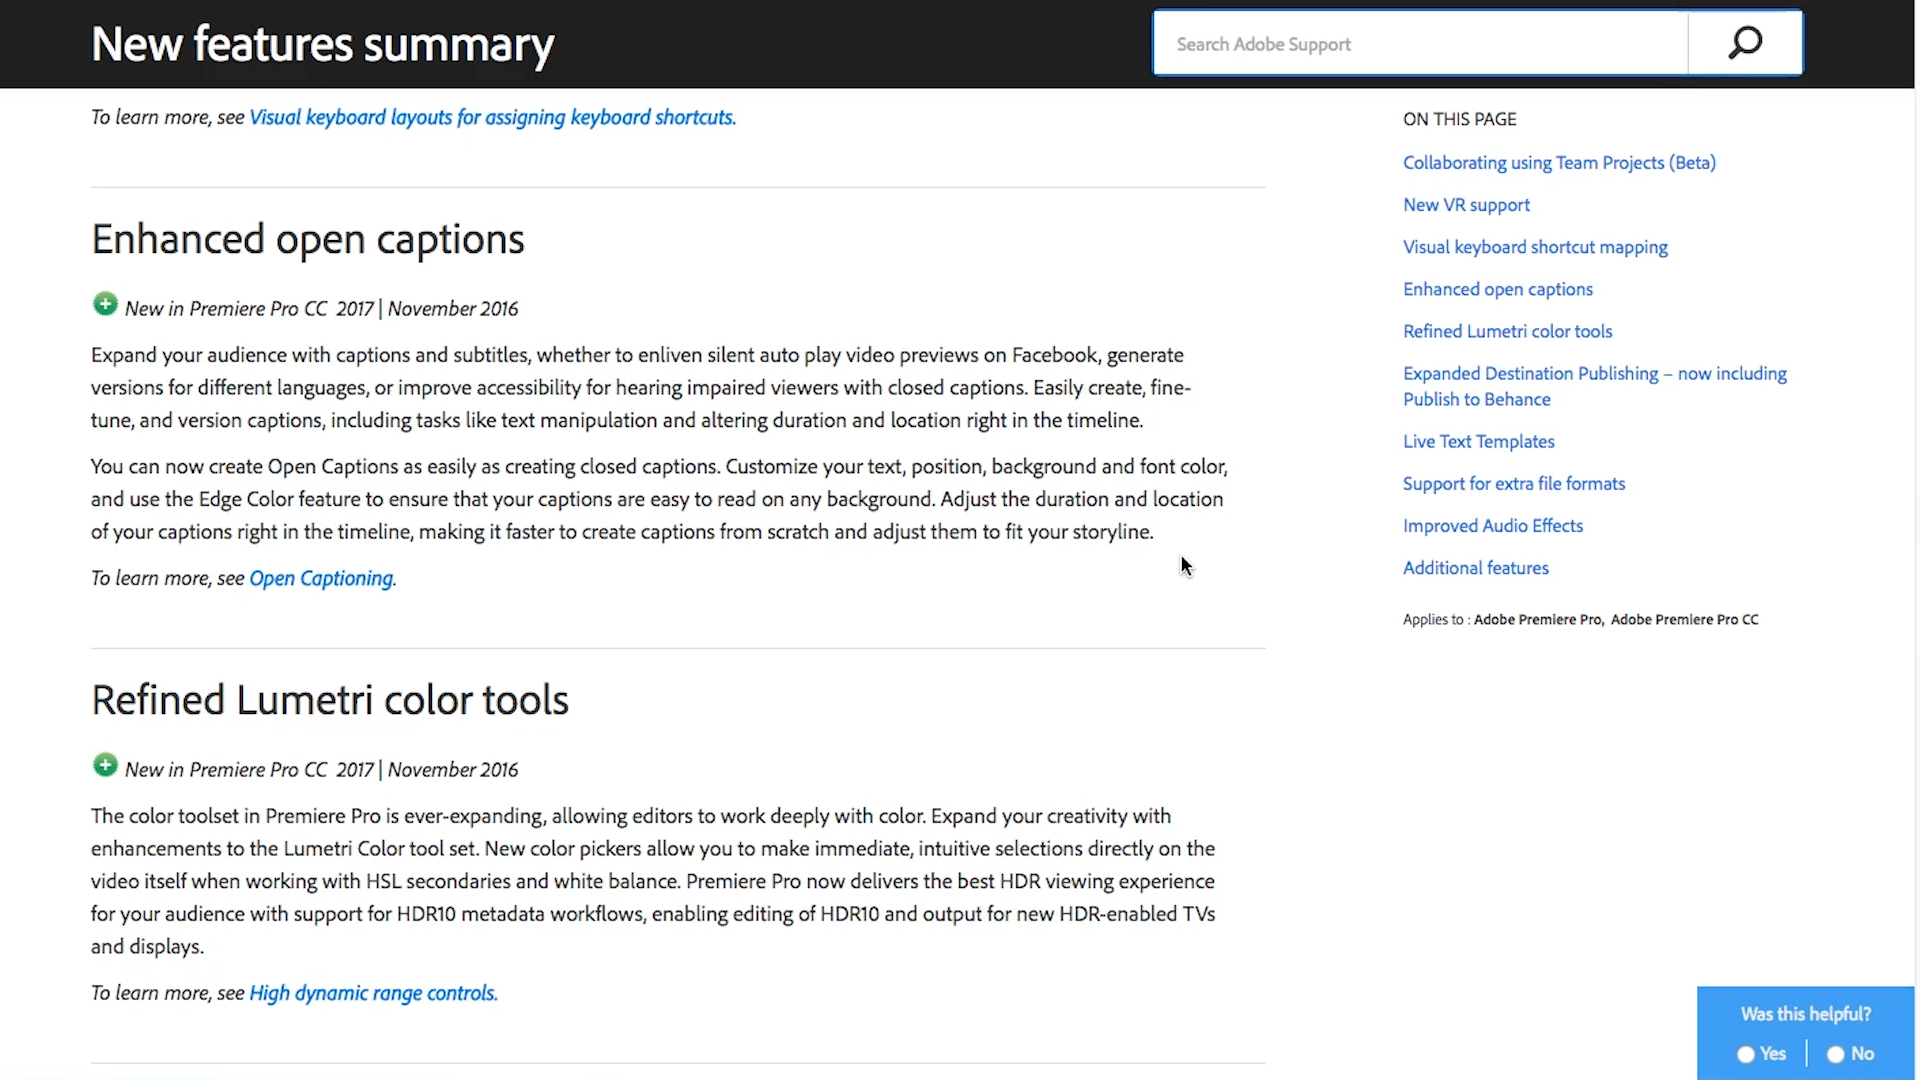 New features summary
Search Adobe Support
To learn more, see Visual keyboard layouts for assigning keyboard shortcuts.
Enhanced open captions
New in Premiere Pro CC 2017 | November 2016
Expand your audience with captions and subtitles, whether to enliven silent auto play video previews on Facebook, generate
versions for different languages, or improve accessibility for hearing impaired viewers with closed captions. Easily create, fine-
tune, and version captions, including tasks like text manipulation and altering duration and location right in the timeline.
You can now create Open Captions as easily as creating closed captions. Customize your text, position, background and font color,
and use the Edge Color feature to ensure that your captions are easy to read on any background. Adjust the duration and location
of your captions right in the timeline, making it faster to create captions from scratch and adjust them to fit your storyline.
To learn more, see Open Captioning.
Refined Lumetri color tools
New in Premiere Pro CC 2017 | November 2016
The color toolset in Premiere Pro is ever-expanding, allowing editors to work deeply with color. Expand your creativity with
enhancements to the Lumetri Color tool set. New color pickers allow you to make immediate, intuitive selections directly on the
video itself when working with HSL secondaries and white balance. Premiere Pro now delivers the best HDR viewing experience
for your audience with support for HDR10 metadata workflows, enabling editing of HDR10 and output for new HDR-enabled TVs
and displays.
To learn more, see High dynamic range controls.
ON THIS PAGE
Collaborating using Team Projects (Beta)
New VR support
Visual keyboard shortcut mapping
Enhanced open captions
Refined Lumetri color tools
Expanded Destination Publishing – now including
Publish to Behance
Live Text Templates
Support for extra file formats
Improved Audio Effects
Additional features
Applies to : Adobe Premiere Pro, Adobe Premiere Pro CC
Was this helpful?
Yes | No